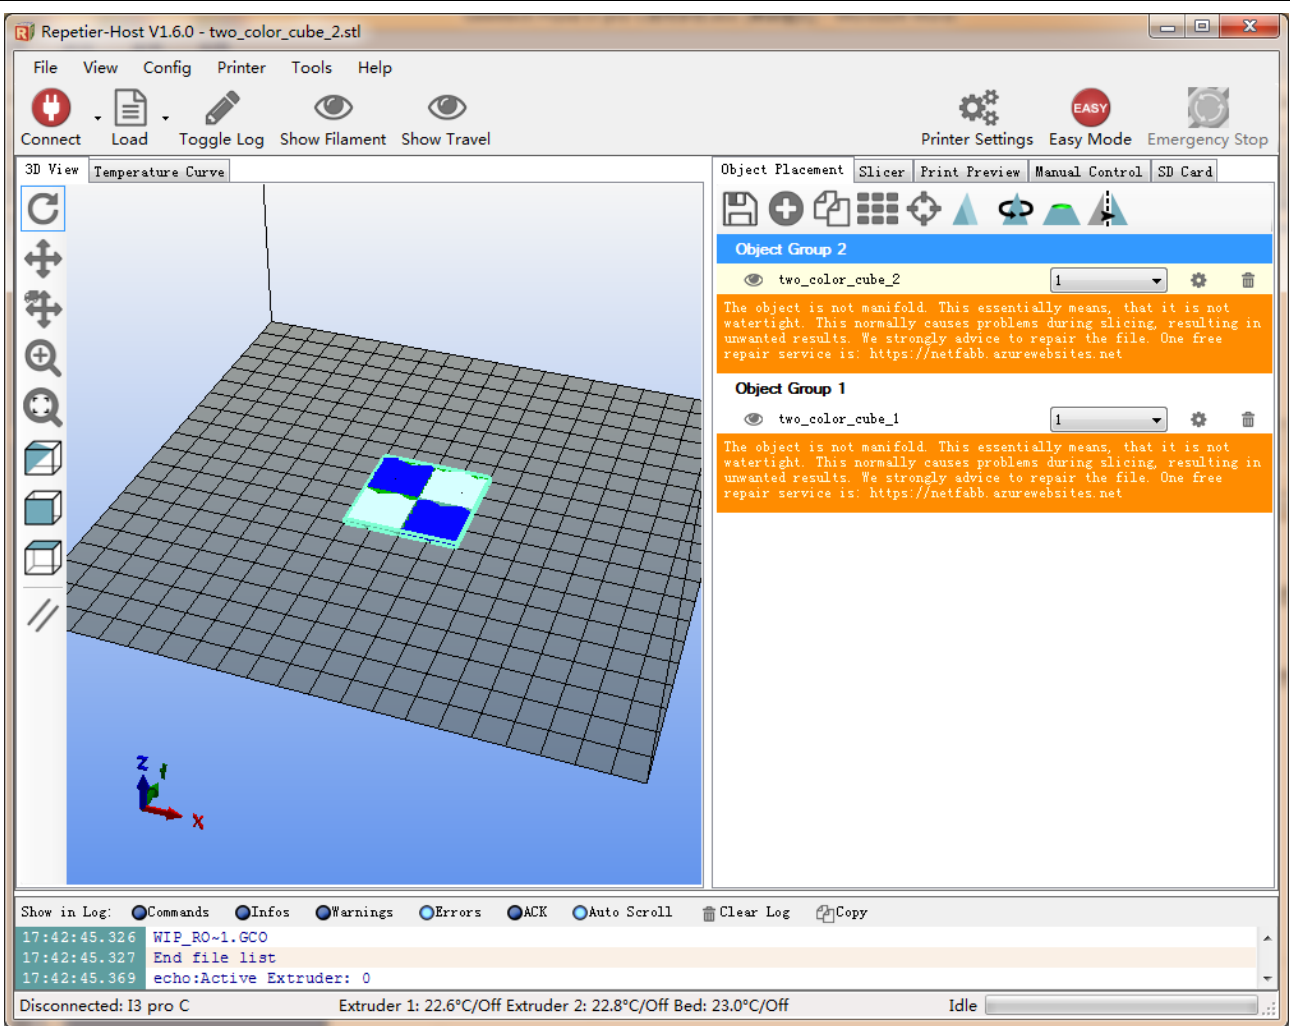 Repetier-Host V1.6.0 - two_color_cube_2.stl
File View Config Printer Tools Help
Connect Load Toggle Log Show Filament Show Travel Printer Settings EASY Easy Mode Emergency Stop
3D View Temperature Curve
Object Placement Slicer Print Preview Manual Control SD Card
Object Group 2
two_color_cube_2 1
The object is not manifold. This essentially means, that it is not
watertight. This normally causes problems during slicing, resulting in
unwanted results. We strongly advice to repair the file. One free
repair service is: https://netfabb.azurewebsites.net
Object Group 1
two_color_cube_1 1
The object is not manifold. This essentially means, that it is not
watertight. This normally causes problems during slicing, resulting in
unwanted results. We strongly advice to repair the file. One free
repair service is: https://netfabb.azurewebsites.net
Z
Y
X
Show in Log: Commands Infos Warnings Errors ACK Auto Scroll Clear Log Copy
17:42:45.326 WIP_RO~1.GCO
17:42:45.327 End file list
17:42:45.369 echo:Active Extruder: 0
Disconnected: I3 pro C Extruder 1: 22.6°C/Off Extruder 2: 22.8°C/Off Bed: 23.0°C/Off Idle